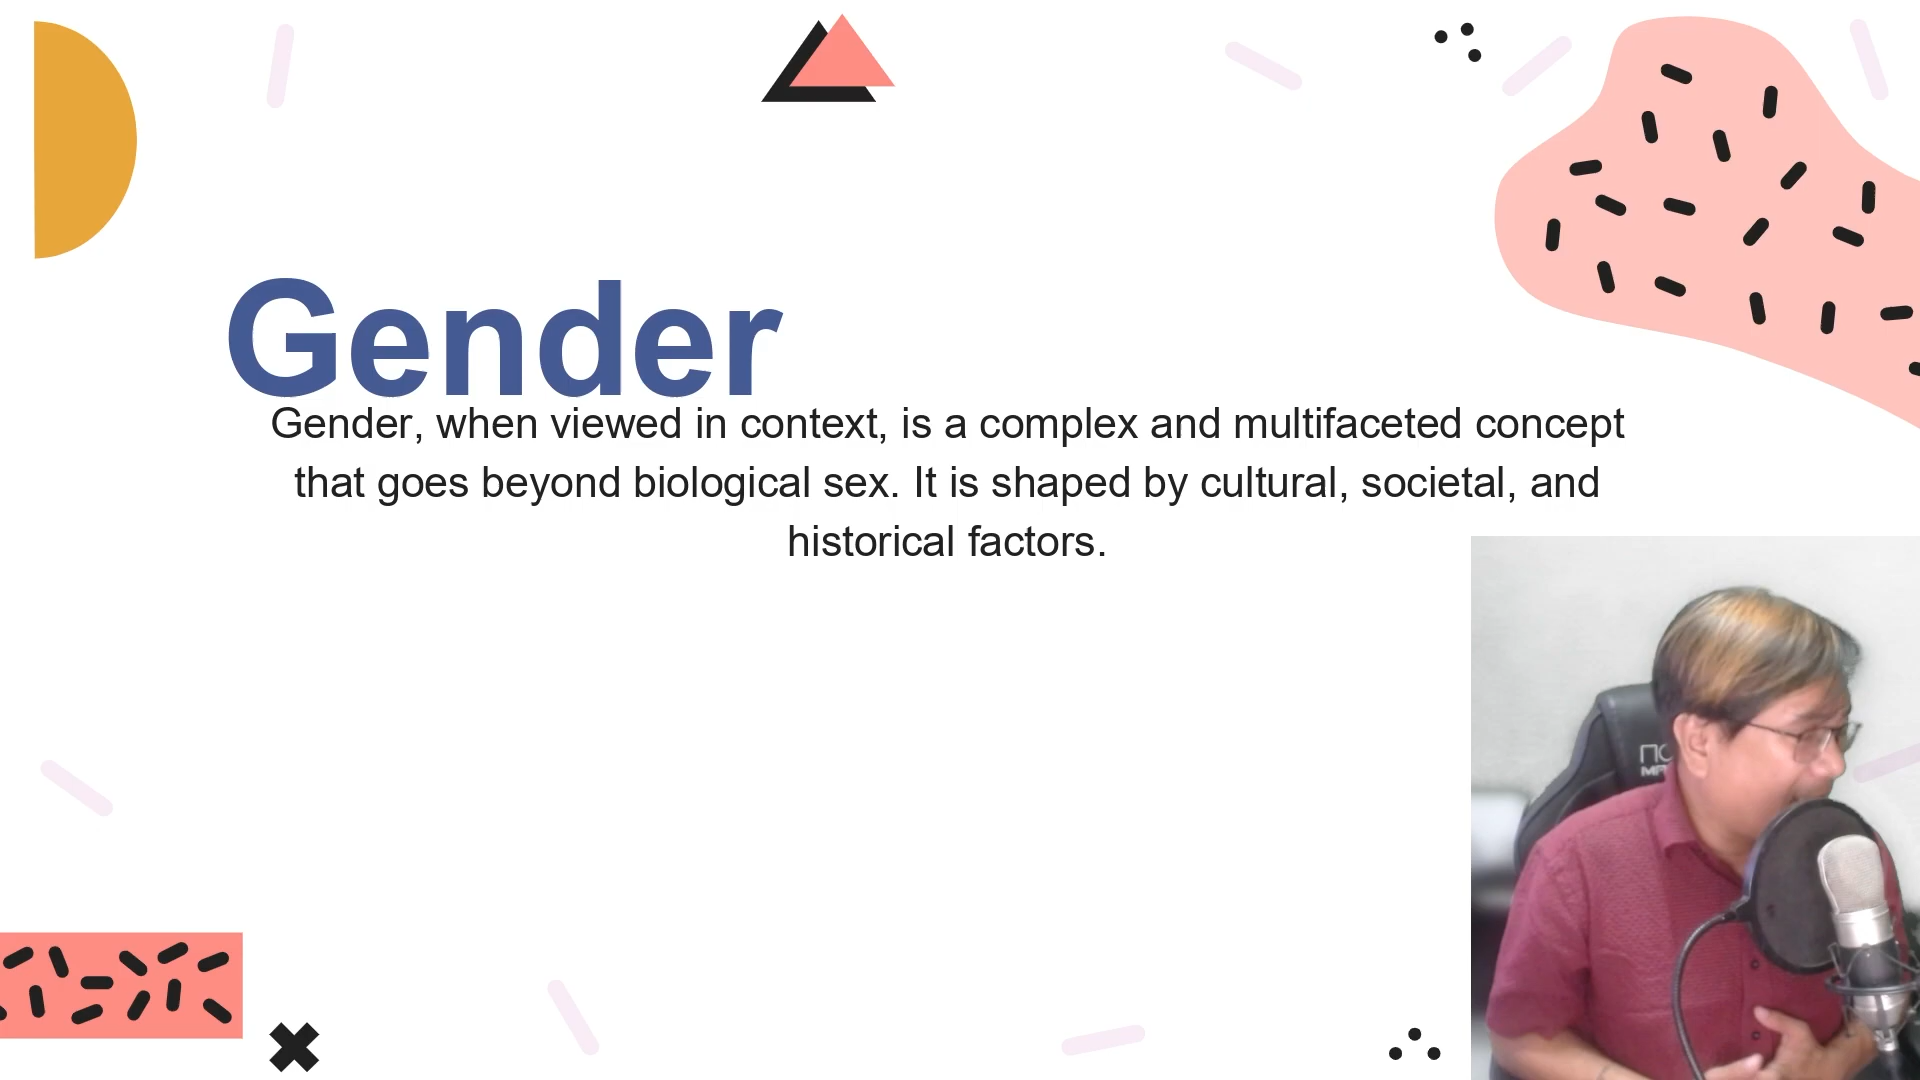 Gender
Gender, when viewed in context, is a complex and multifaceted concept
that goes beyond biological sex. It is shaped by cultural, societal, and
historical factors.